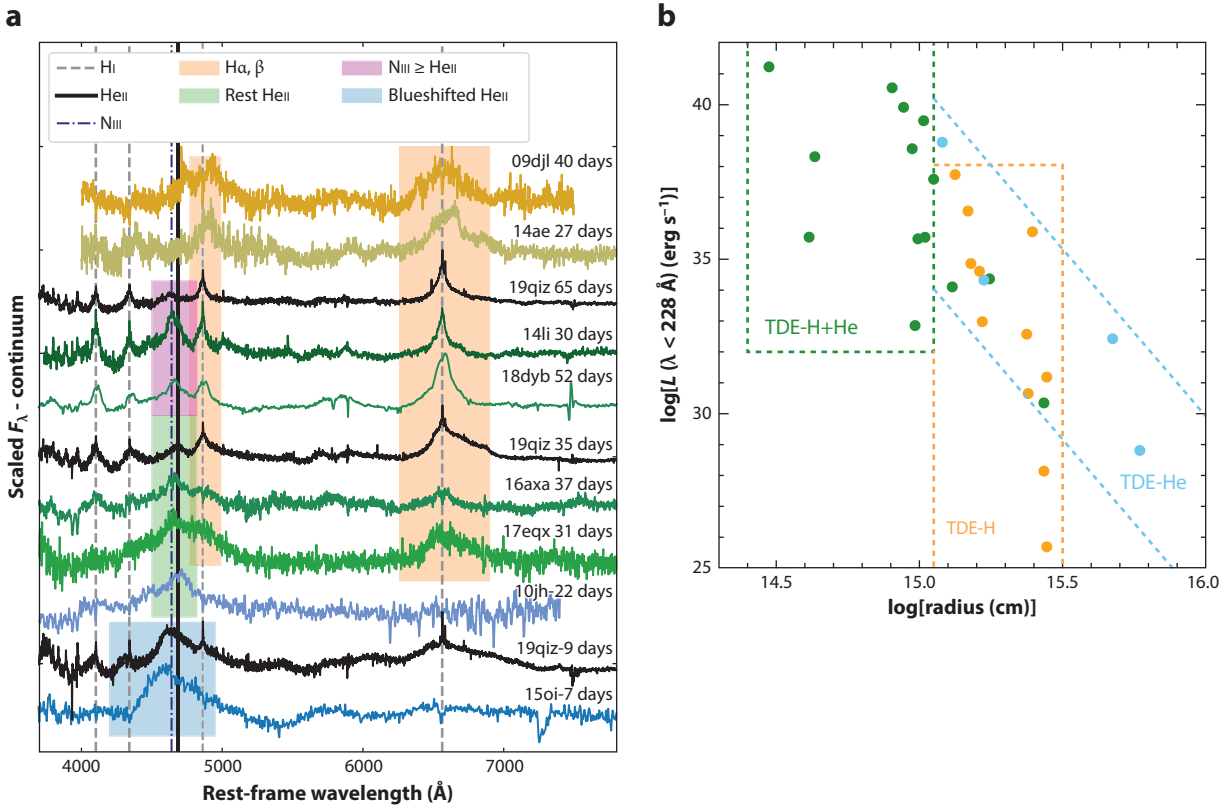 a
H I
He II
N III
Hα, β
Rest He II
N III ≥ He II
Blueshifted He II
09djl 40 days
14ae 27 days
19qiz 65 days
14li 30 days
18dyb 52 days
19qiz 35 days
16axa 37 days
17eqx 31 days
10jh-22 days
19qiz-9 days
15oi-7 days
Scaled Fλ - continuum
4000 5000 6000 7000
Rest-frame wavelength (Å)
b
40
35
30
25
log[L (λ < 228 Å) (erg s⁻¹)]
TDE-H+He
TDE-H
TDE-He
14.5 15.0 15.5 16.0
log[radius (cm)]